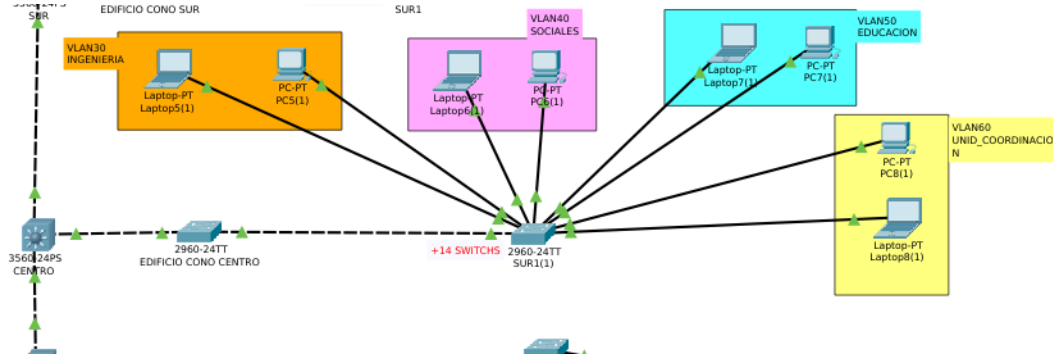 3560-24PS
SUR
EDIFICIO CONO SUR
SUR1
VLAN30
INGENIERIA
Laptop-PT
Laptop5(1)
PC-PT
PC5(1)
VLAN40
SOCIALES
Laptop-PT
Laptop6(1)
PC-PT
PC6(1)
VLAN50
EDUCACION
Laptop-PT
Laptop7(1)
PC-PT
PC7(1)
VLAN60
UNID_COORDINACIO
N
PC-PT
PC8(1)
Laptop-PT
Laptop8(1)
3560-24PS
CENTRO
2960-24TT
EDIFICIO CONO CENTRO
+14 SWITCHS
2960-24TT
SUR1(1)